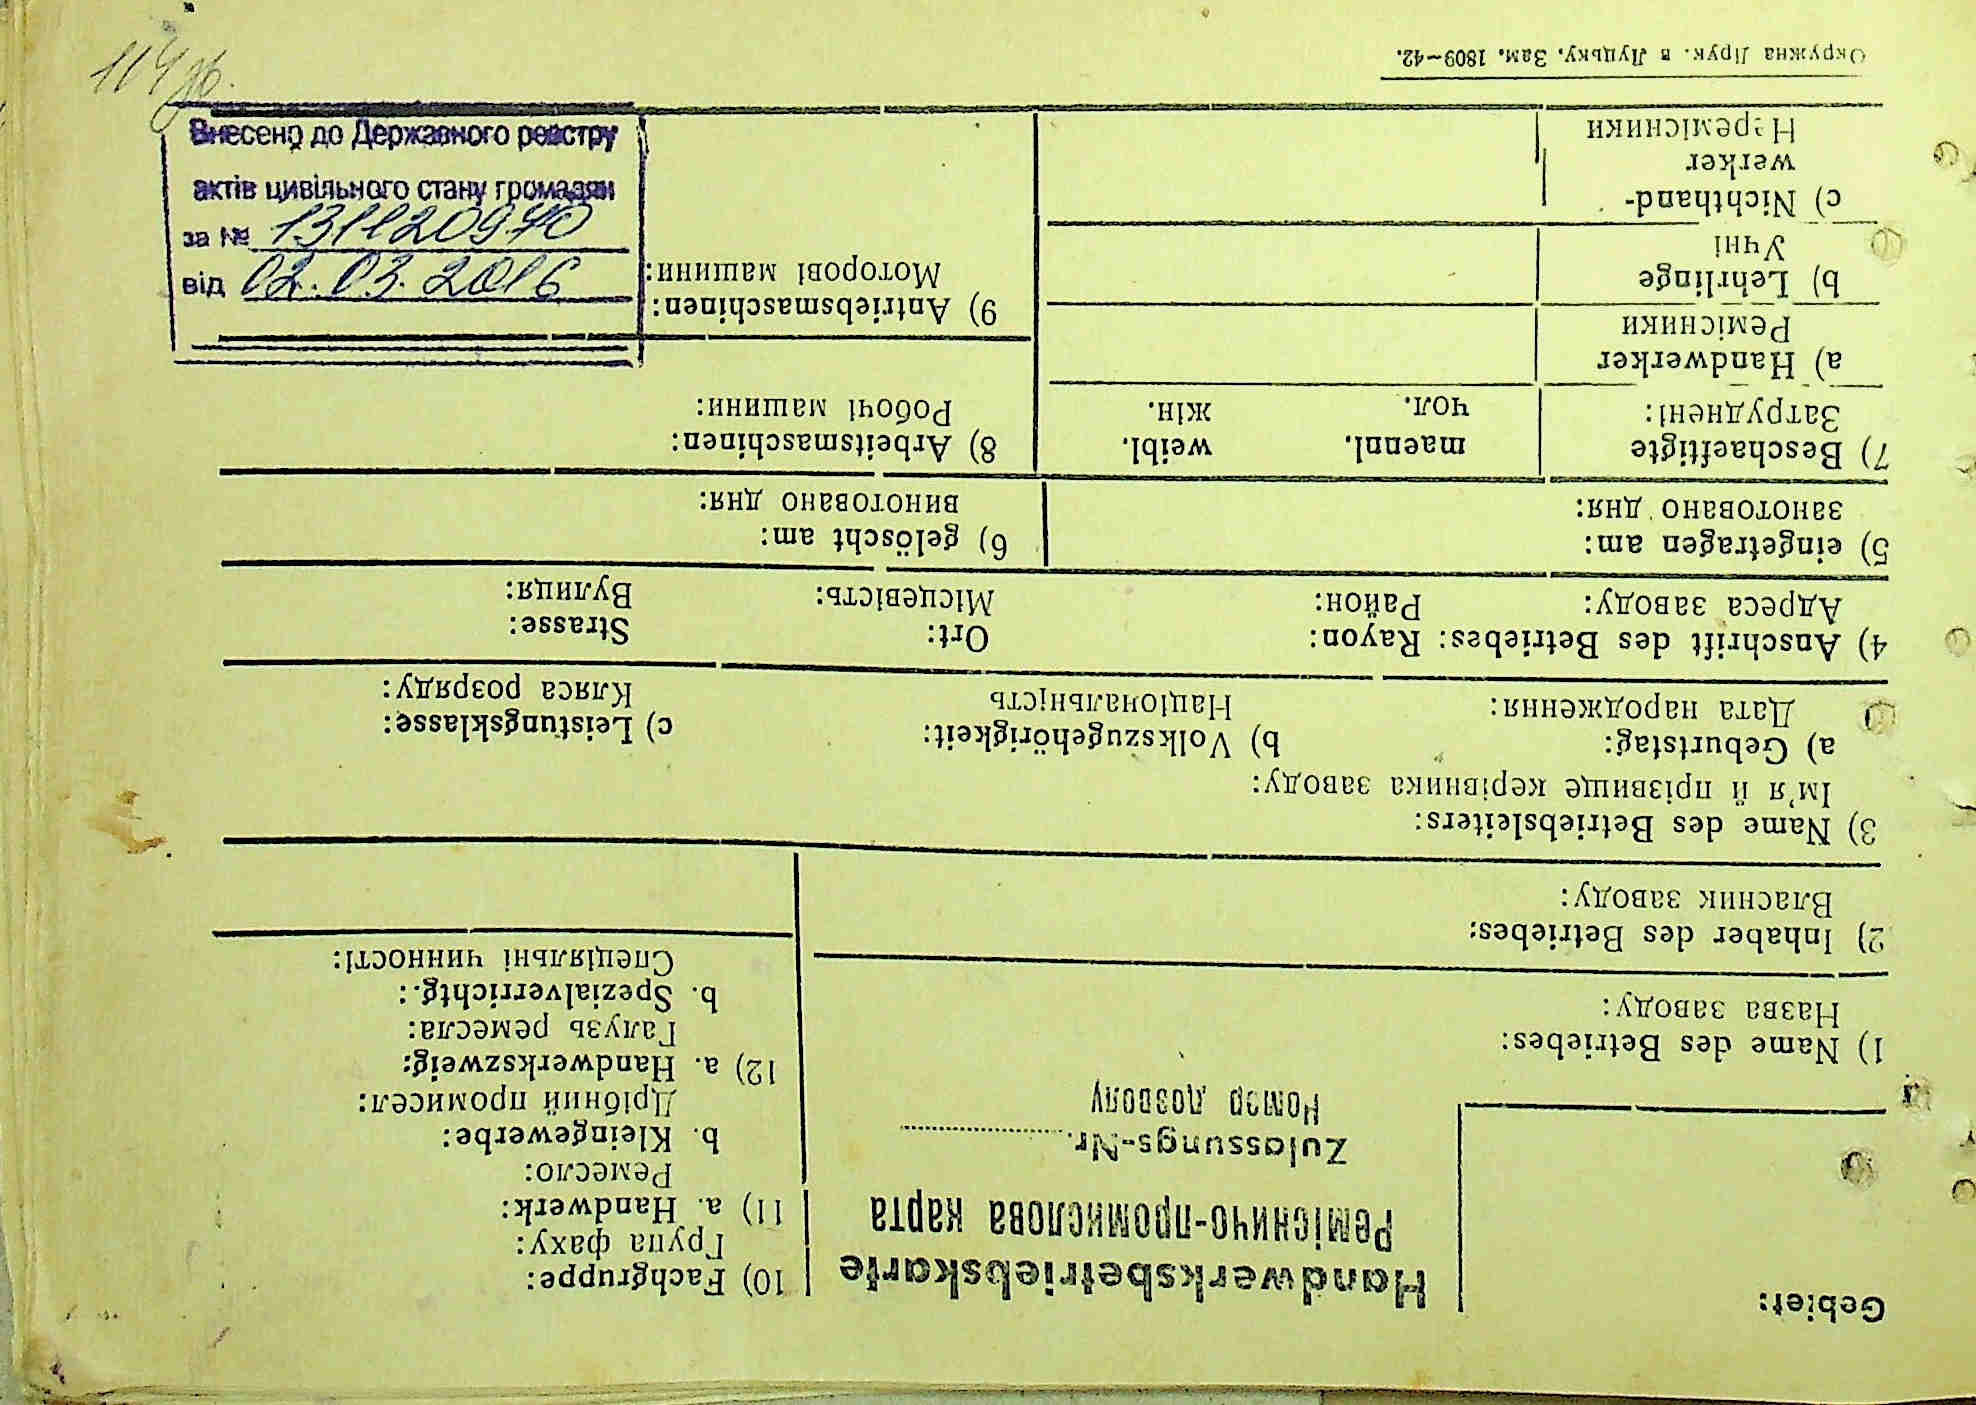 Gebiet:
Handwerksbetriebskarte
Ремісничо-промислова карта
Zulassungs-Nr.
Номер дозволу
10) Fachgruppe:
Група фаху:
11) a. Handwerk:
Ремесло:
b. Kleingewerbe:
Дрібний промисел:
12) a. Handwerkszweig:
Галузь ремесла:
b. Spezialverrichtg.:
Спеціяльні чинності:
1) Name des Betriebes:
Назва заводу:
2) Inhaber des Betriebes:
Власник заводу:
3) Name des Betriebsleiters:
Ім'я й прізвище керівника заводу:
a) Geburtstag: b) Volkszugehörigkeit: c) Leistungsklasse:
Дата народження: Національність Кляса розряду:
4) Anschrift des Betriebes: Rayon: Ort: Strasse:
Адреса заводу: Район: Місцевість: Вулиця:
5) eingetragen am: 6) gelöscht am:
занотовано дня: винотовано дня:
7) Beschaeftigte maennl. weibl.
Затруднені: чол. жін.
8) Arbeitsmaschinen:
Робочі машини:
a) Handwerker
Ремісники
b) Lehrlinge
Учні
c) Nichthand-
werker
Неремісники
9) Antriebsmaschinen:
Моторові машини:
Окружна Друк. в Луцьку. Зам. 1809—42.
Внесено до Державного реєстру
актів цивільного стану громадян
за № 1311209740
від 02.03.2016